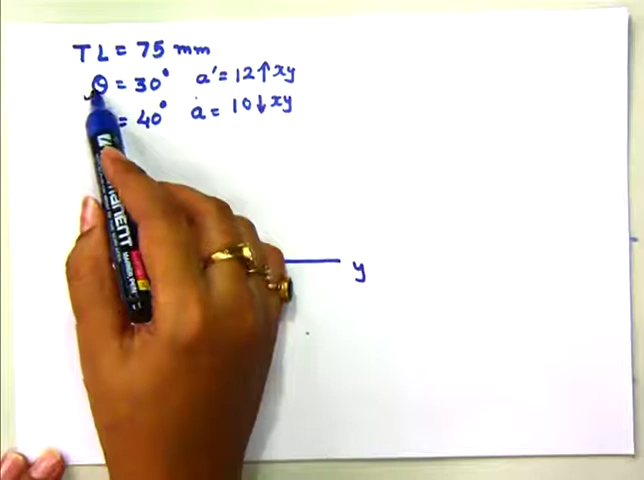 TL = 75 mm
θ = 30° a' = 12↑xy
= 40° a = 10↓xy
y